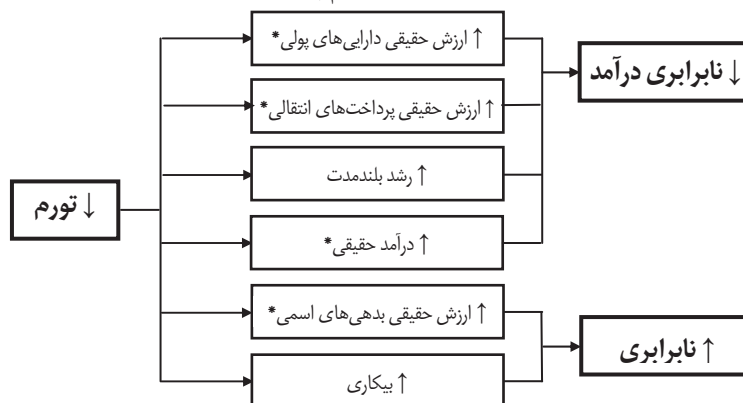 ↑ ارزش حقیقی دارایی‌های پولی*
↓ نابرابری درآمد
↑ ارزش حقیقی پرداخت‌های انتقالی*
↑ رشد بلندمدت
↓ تورم
↑ درآمد حقیقی*
↑ ارزش حقیقی بدهی‌های اسمی*
↑ نابرابری
↑ بیکاری